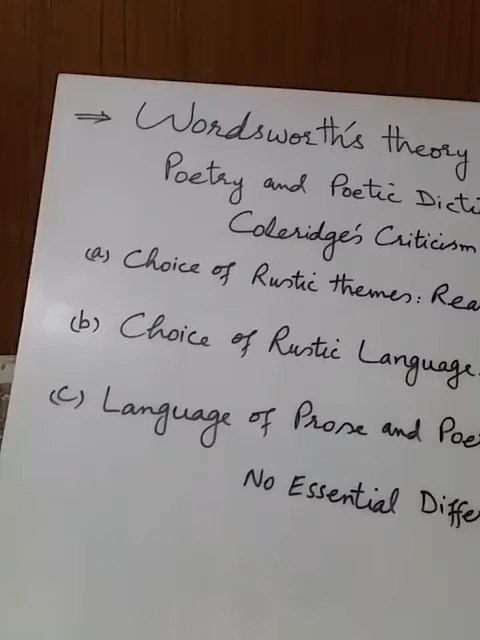 ⇒ Wordsworth's theory
Poetry and Poetic Dicti
Coleridge's Criticism
(a) Choice of Rustic themes: Rea
(b) Choice of Rustic Language.
(C) Language of Prose and Poe
No Essential Diffe